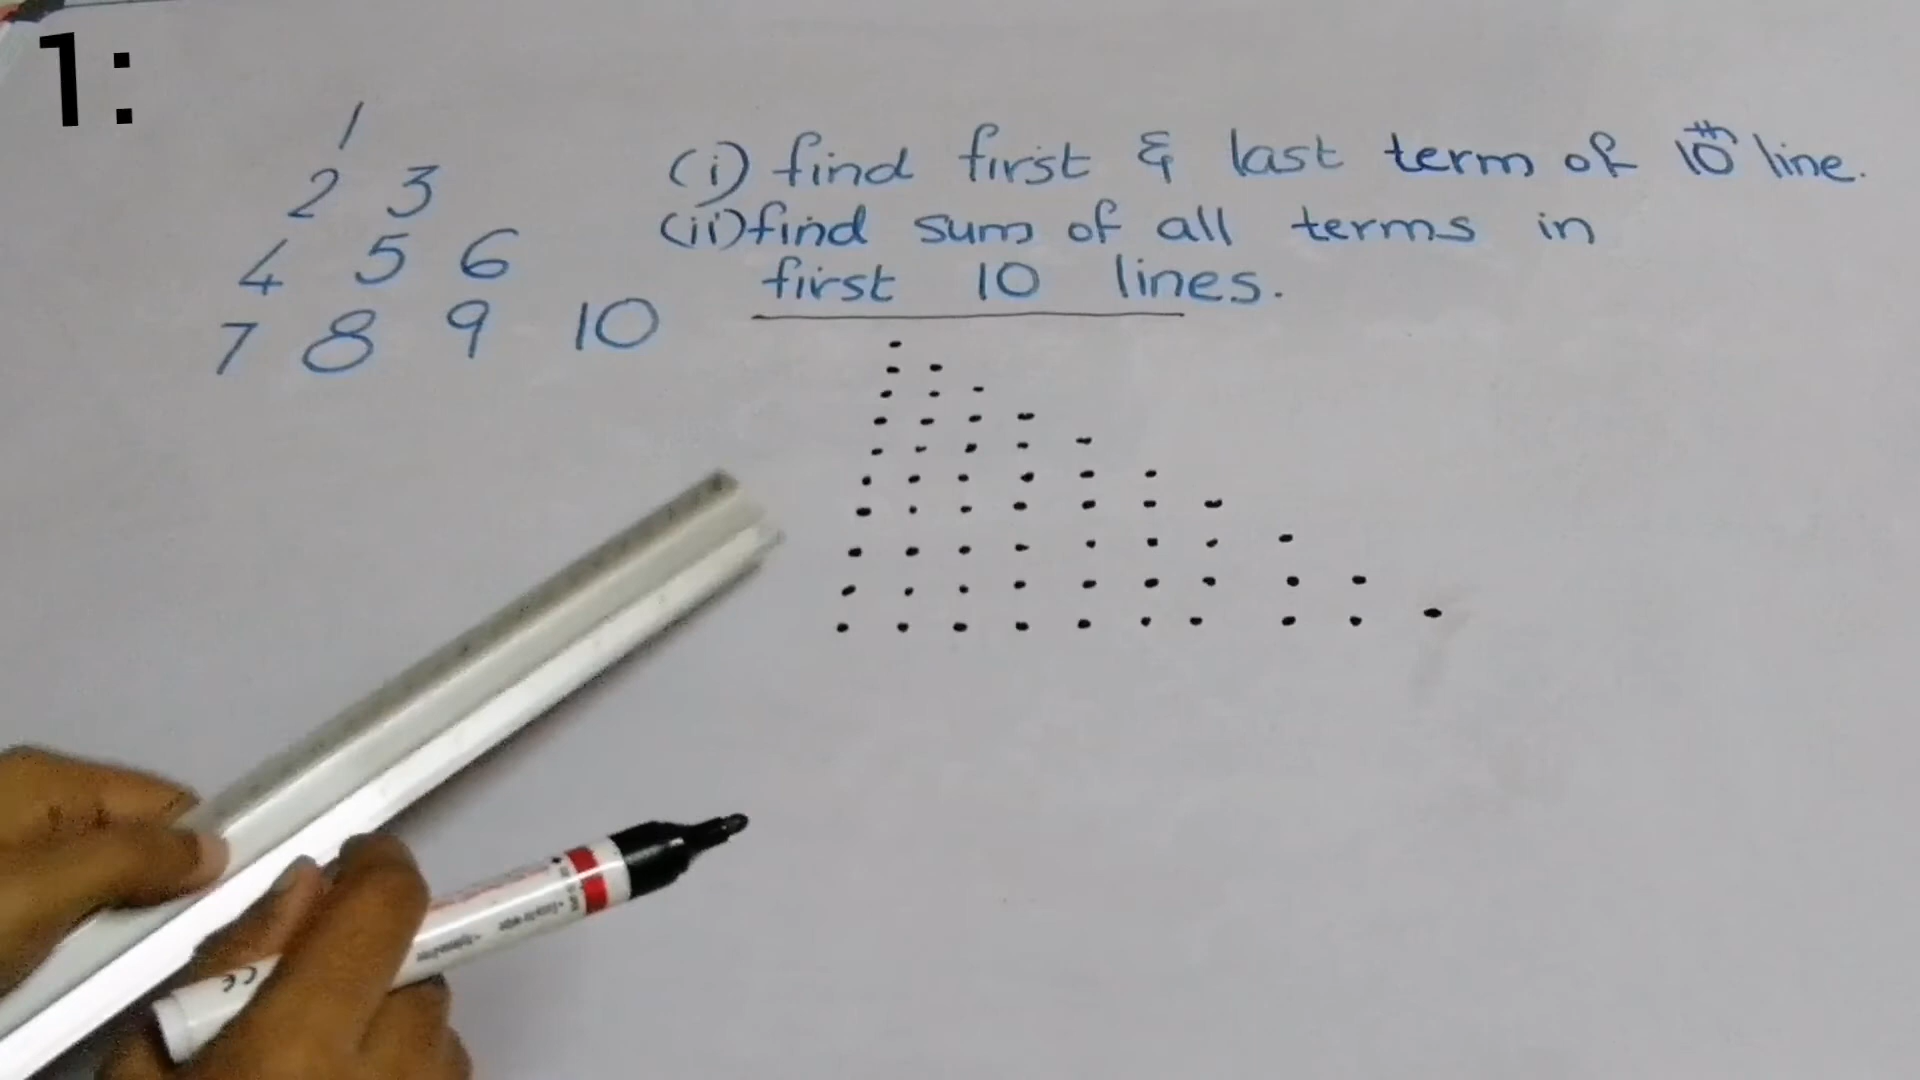 1:
1
2 3
4 5 6
7 8 9 10
(i) find first & last term of 10th line.
(ii) find sum of all terms in
first 10 lines.
CE